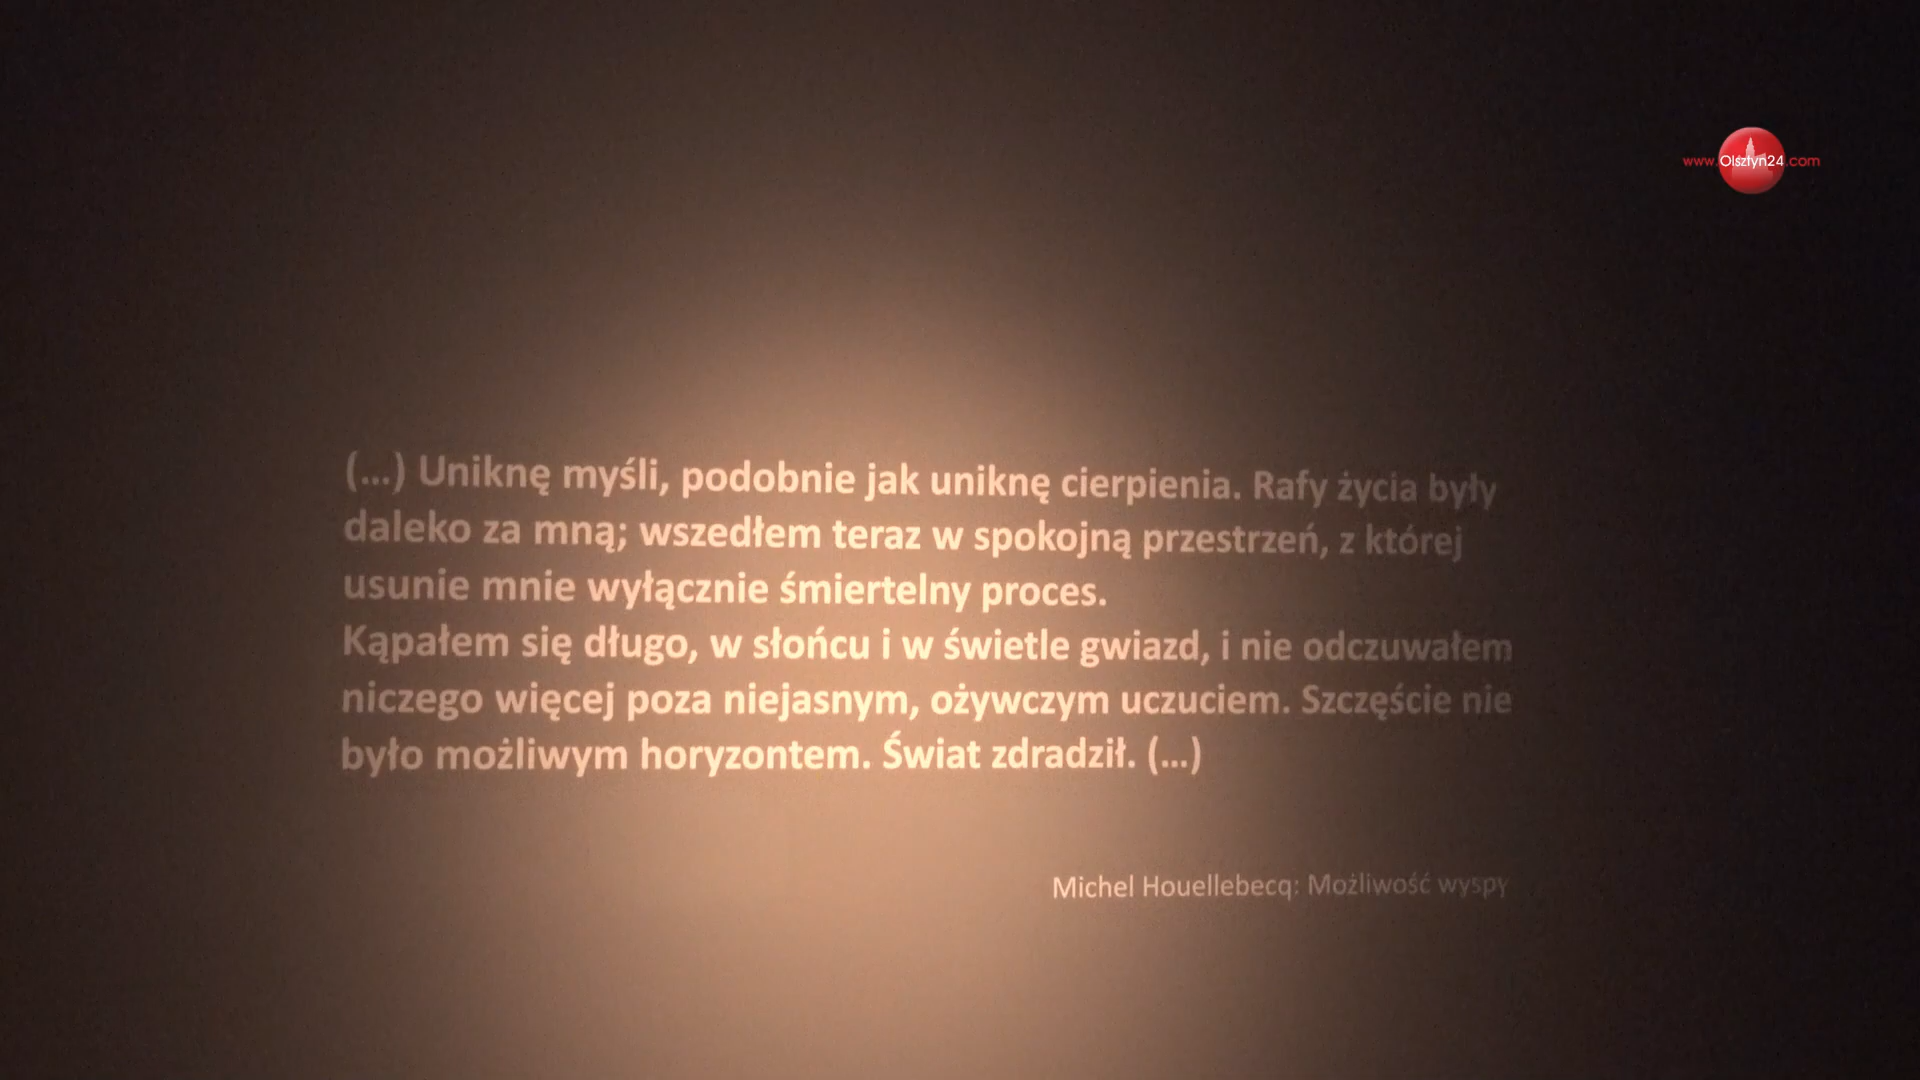 www.Olsztyn24.com
(...) Uniknę myśli, podobnie jak uniknę cierpienia. Rafy życia były
daleko za mną; wszedłem teraz w spokojną przestrzeń, z której
usunie mnie wyłącznie śmiertelny proces.
Kąpałem się długo, w słońcu i w świetle gwiazd, i nie odczuwałem
niczego więcej poza niejasnym, ożywczym uczuciem. Szczęście nie
było możliwym horyzontem. Świat zdradził. (...)
Michel Houellebecq: Możliwość wyspy